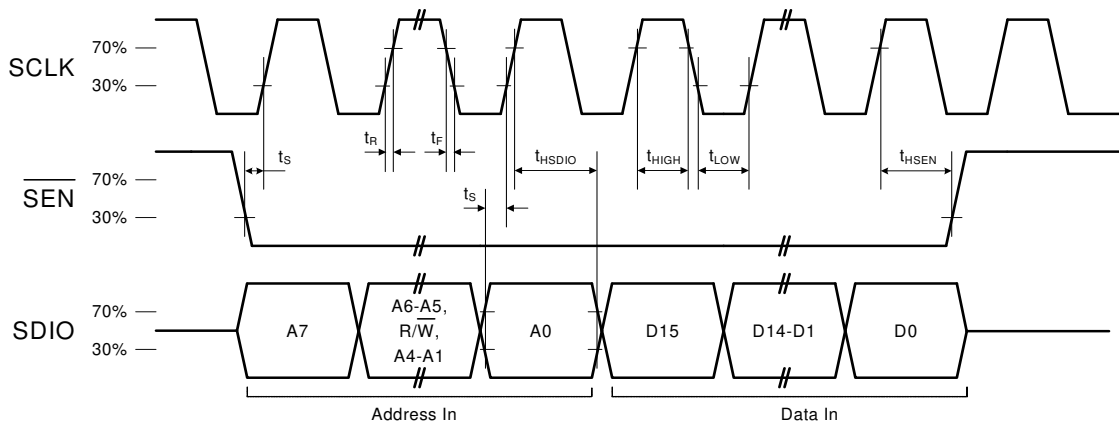 SCLK
70%
30%
tS
tR
tF
tHSDIO
tHIGH
tLOW
tHSEN
SEN
70%
30%
tS
SDIO
70%
30%
A7
A6-A5,
R/W,
A4-A1
A0
D15
D14-D1
D0
Address In
Data In